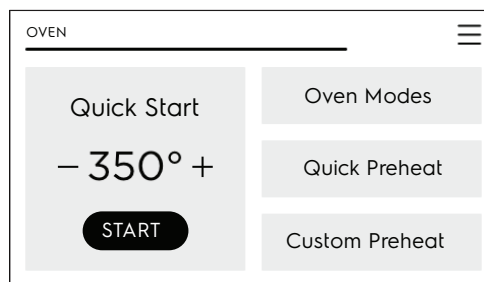 OVEN
Quick Start
− 350° +
START
Oven Modes
Quick Preheat
Custom Preheat